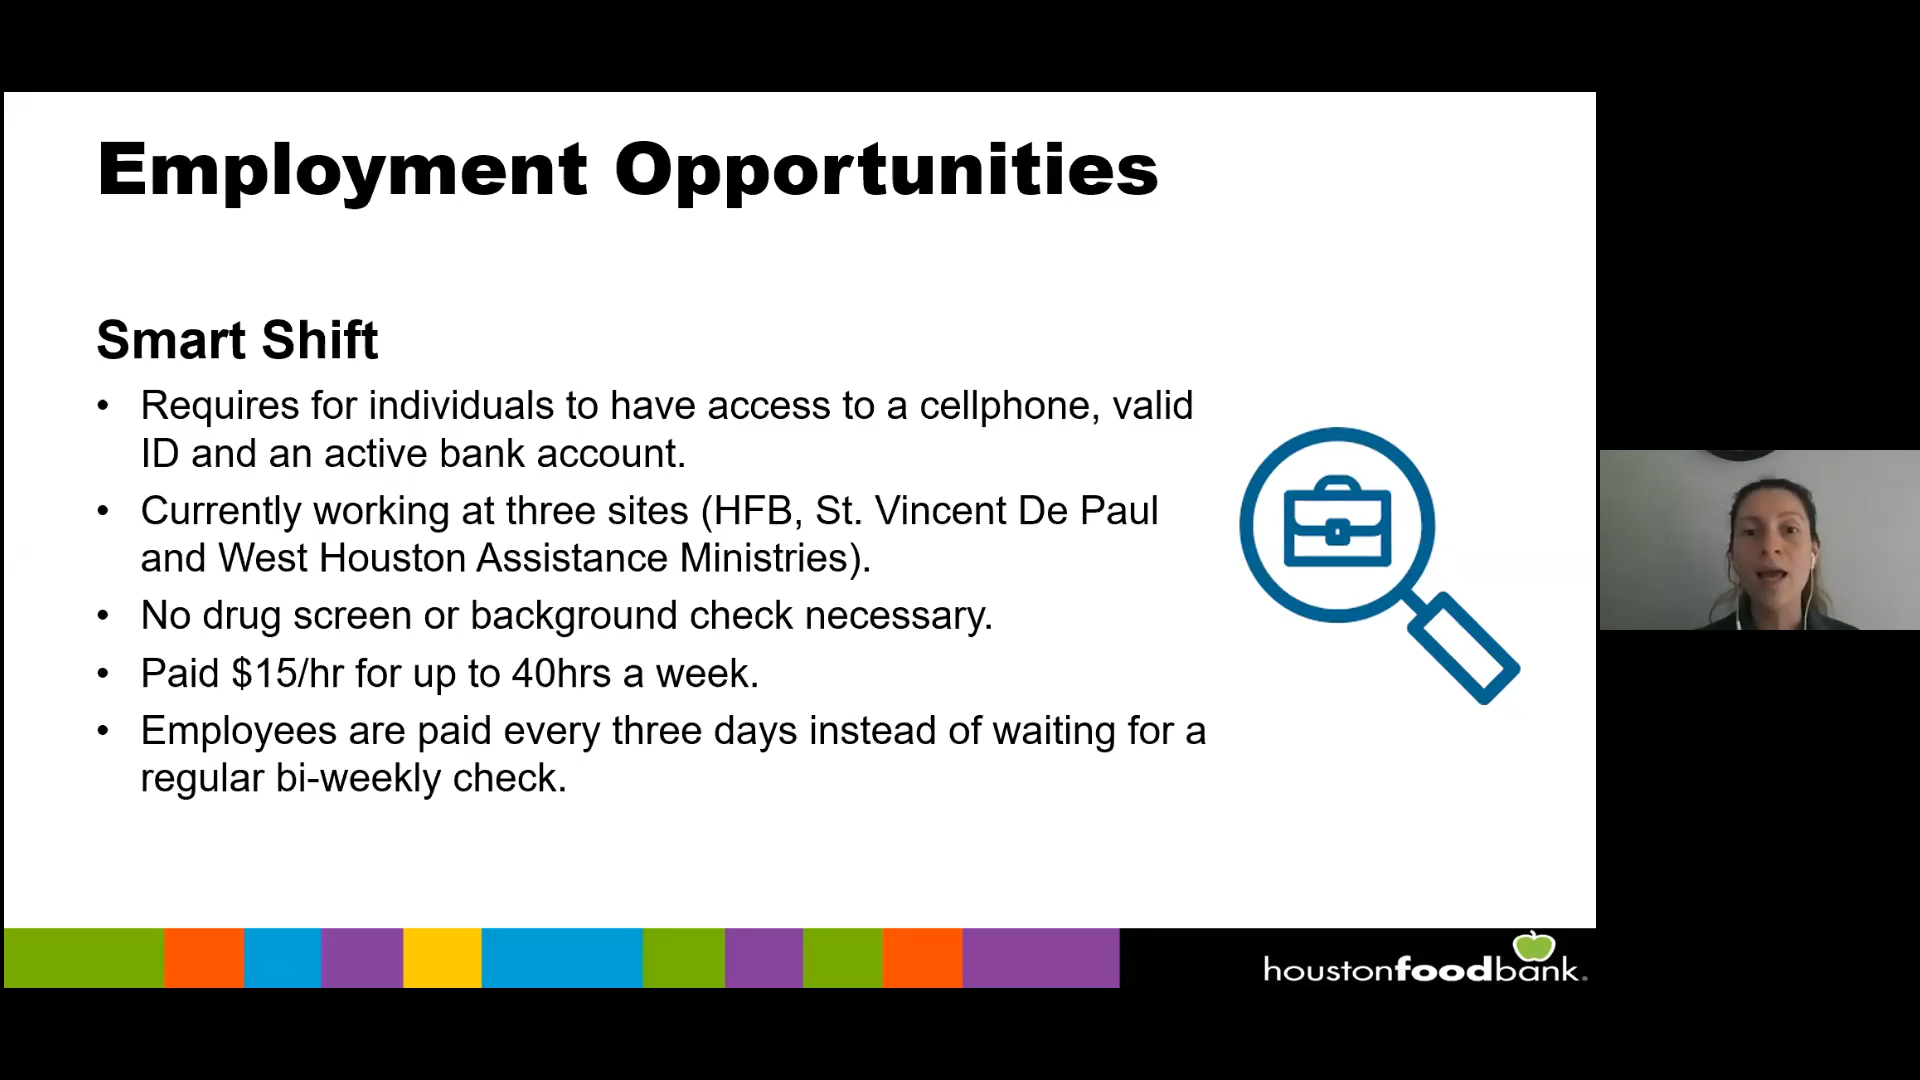 Employment Opportunities
Smart Shift
• Requires for individuals to have access to a cellphone, valid
ID and an active bank account.
• Currently working at three sites (HFB, St. Vincent De Paul
and West Houston Assistance Ministries).
• No drug screen or background check necessary.
• Paid $15/hr for up to 40hrs a week.
• Employees are paid every three days instead of waiting for a
regular bi-weekly check.
houstonfoodbank.